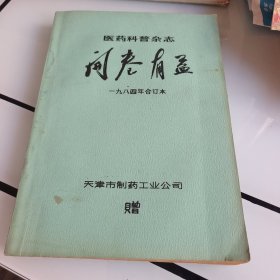 医药科普杂志
开卷有益
一九八四年合订本
天津市制药工业公司
贈